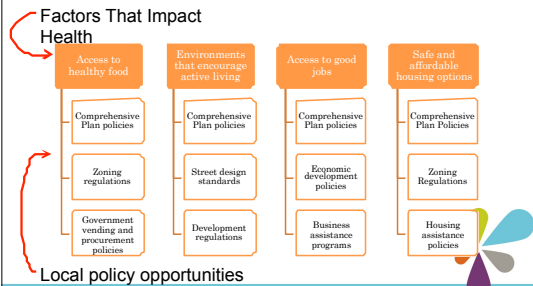 Factors That Impact
Health
Access to
healthy food
Environments
that encourage
active living
Access to good
jobs
Safe and
affordable
housing options
Comprehensive
Plan policies
Comprehensive
Plan policies
Comprehensive
Plan policies
Comprehensive
Plan Policies
Zoning
regulations
Street design
standards
Economic
development
policies
Zoning
Regulations
Government
vending and
procurement
policies
Development
regulations
Business
assistance
programs
Housing
assistance
policies
Local policy opportunities